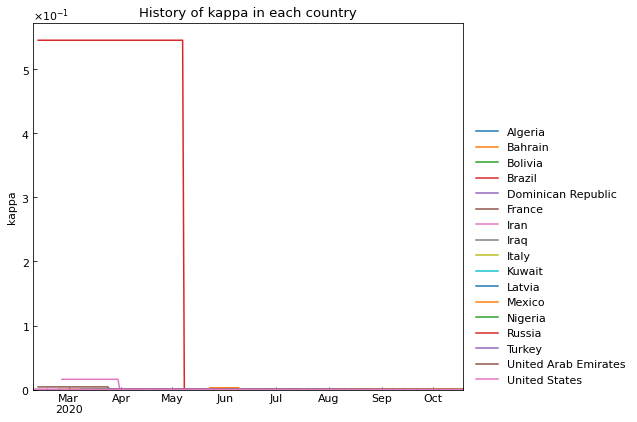 History of kappa in each country
×10⁻¹
5
4
3
2
1
0
kappa
Mar
2020
Apr
May
Jun
Jul
Aug
Sep
Oct
Algeria
Bahrain
Bolivia
Brazil
Dominican Republic
France
Iran
Iraq
Italy
Kuwait
Latvia
Mexico
Nigeria
Russia
Turkey
United Arab Emirates
United States